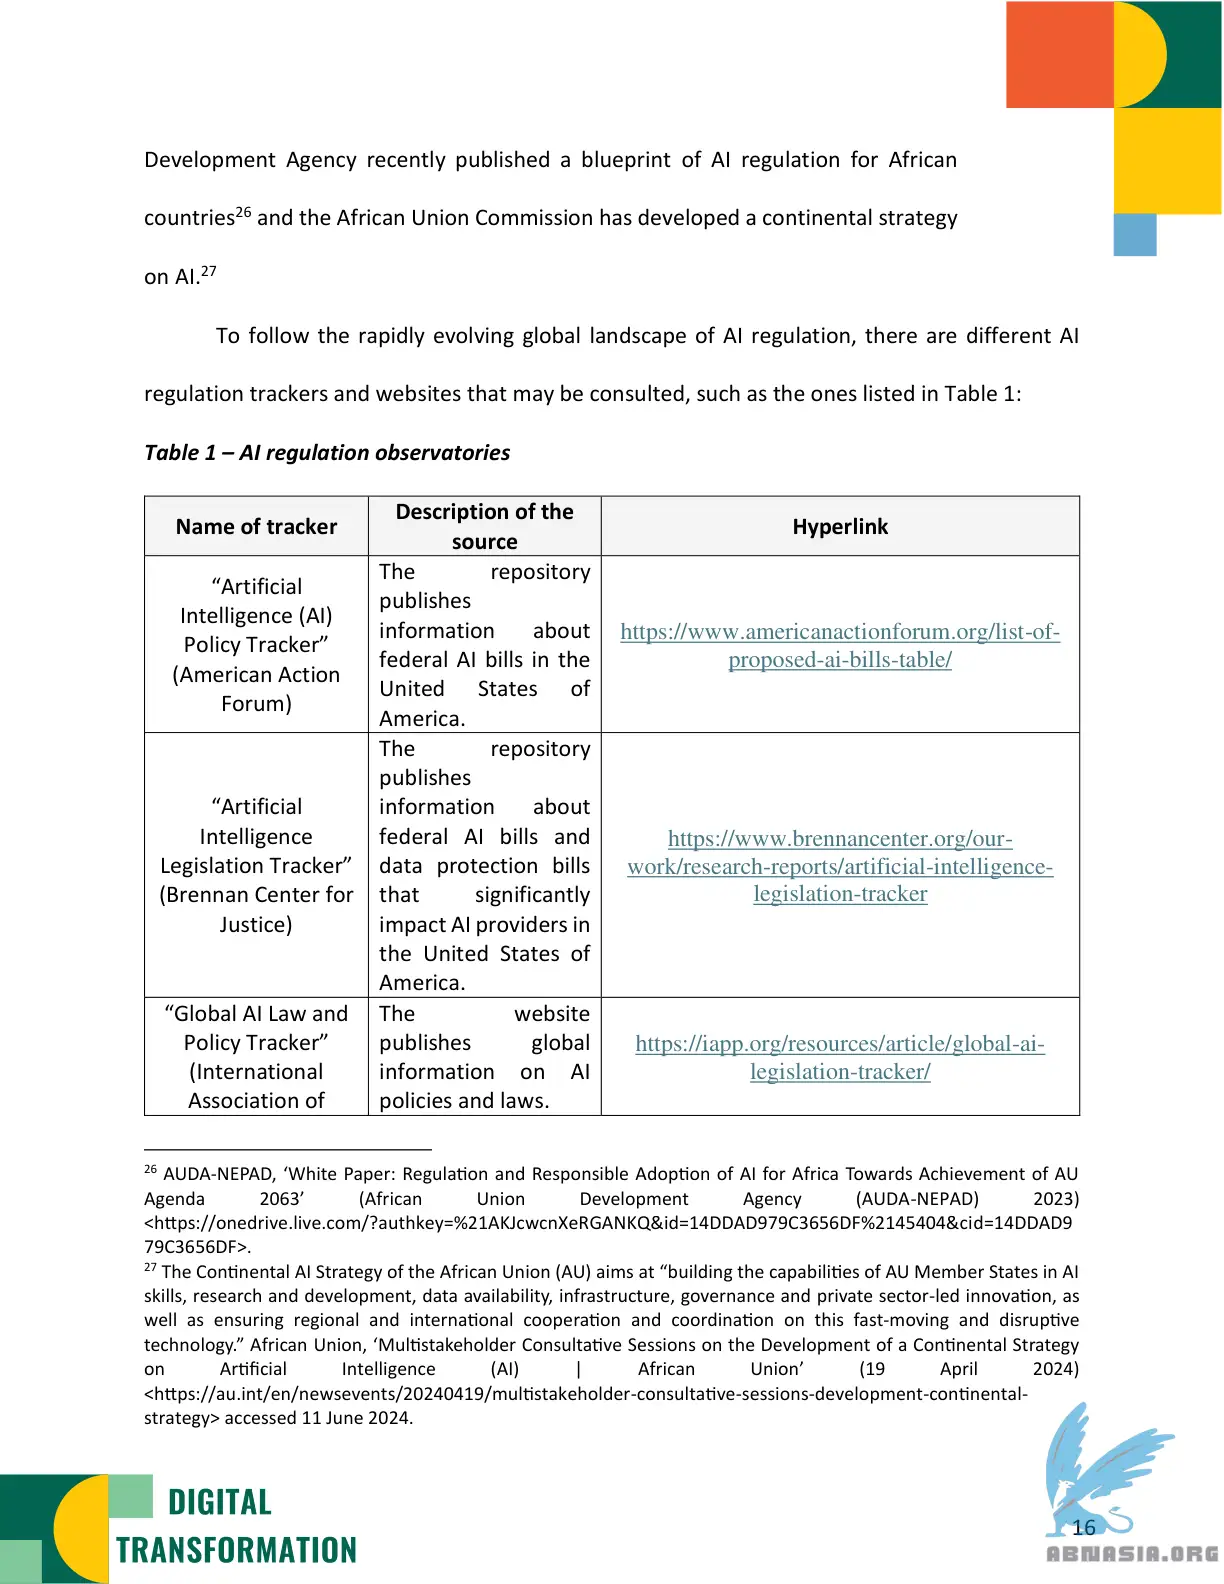 Development Agency recently published a blueprint of AI regulation for African
countries26 and the African Union Commission has developed a continental strategy
on AI.27
To follow the rapidly evolving global landscape of AI regulation, there are different AI
regulation trackers and websites that may be consulted, such as the ones listed in Table 1:
Table 1 – AI regulation observatories
Name of tracker
Description of the
source
Hyperlink
“Artificial
Intelligence (AI)
Policy Tracker”
(American Action
Forum)
The repository
publishes
information about
federal AI bills in the
United States of
America.
https://www.americanactionforum.org/list-of-
proposed-ai-bills-table/
“Artificial
Intelligence
Legislation Tracker”
(Brennan Center for
Justice)
The repository
publishes
information about
federal AI bills and
data protection bills
that significantly
impact AI providers in
the United States of
America.
https://www.brennancenter.org/our-
work/research-reports/artificial-intelligence-
legislation-tracker
“Global AI Law and
Policy Tracker”
(International
Association of
The website
publishes global
information on AI
policies and laws.
https://iapp.org/resources/article/global-ai-
legislation-tracker/
26 AUDA-NEPAD, ‘White Paper: Regulation and Responsible Adoption of AI for Africa Towards Achievement of AU
Agenda 2063’ (African Union Development Agency (AUDA-NEPAD) 2023)
<https://onedrive.live.com/?authkey=%21AKJcwcnXeRGANKQ&id=14DDAD979C3656DF%2145404&cid=14DDAD9
79C3656DF>.
27 The Continental AI Strategy of the African Union (AU) aims at “building the capabilities of AU Member States in AI
skills, research and development, data availability, infrastructure, governance and private sector-led innovation, as
well as ensuring regional and international cooperation and coordination on this fast-moving and disruptive
technology.” African Union, ‘Multistakeholder Consultative Sessions on the Development of a Continental Strategy
on Artificial Intelligence (AI) | African Union’ (19 April 2024)
<https://au.int/en/newsevents/20240419/multistakeholder-consultative-sessions-development-continental-
strategy> accessed 11 June 2024.
DIGITAL
TRANSFORMATION
16
ABNASIA.ORG